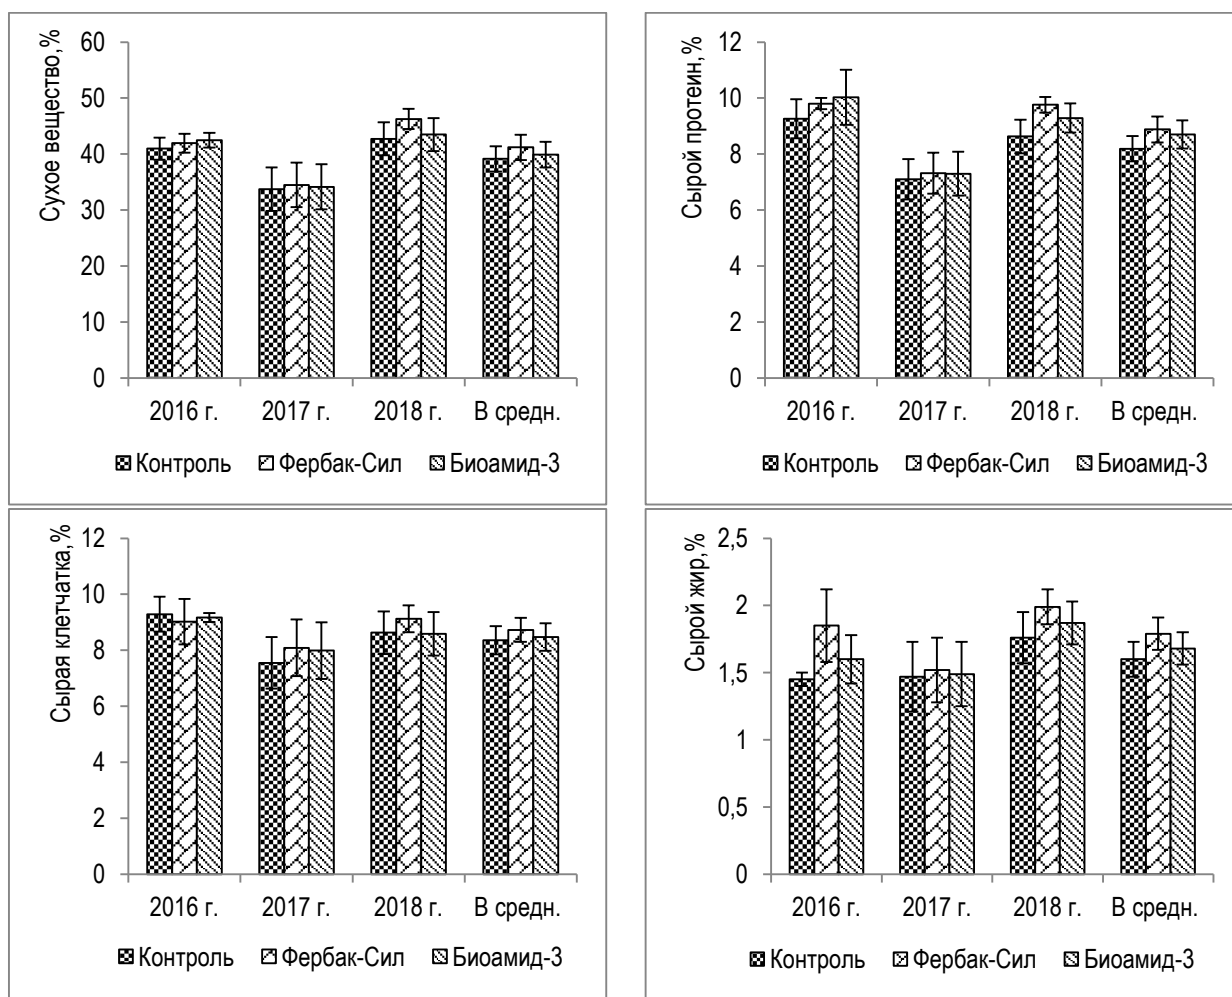 Сухое вещество,%
60
50
40
30
20
10
0
2016 г. 2017 г. 2018 г. В средн.
Контроль Фербак-Сил Биоамид-3
Сырой протеин,%
12
10
8
6
4
2
0
2016 г. 2017 г. 2018 г. В средн.
Контроль Фербак-Сил Биоамид-3
Сырая клетчатка,%
12
10
8
6
4
2
0
2016 г. 2017 г. 2018 г. В средн.
Контроль Фербак-Сил Биоамид-3
Сырой жир,%
2,5
2
1,5
1
0,5
0
2016 г. 2017 г. 2018 г. В средн.
Контроль Фербак-Сил Биоамид-3